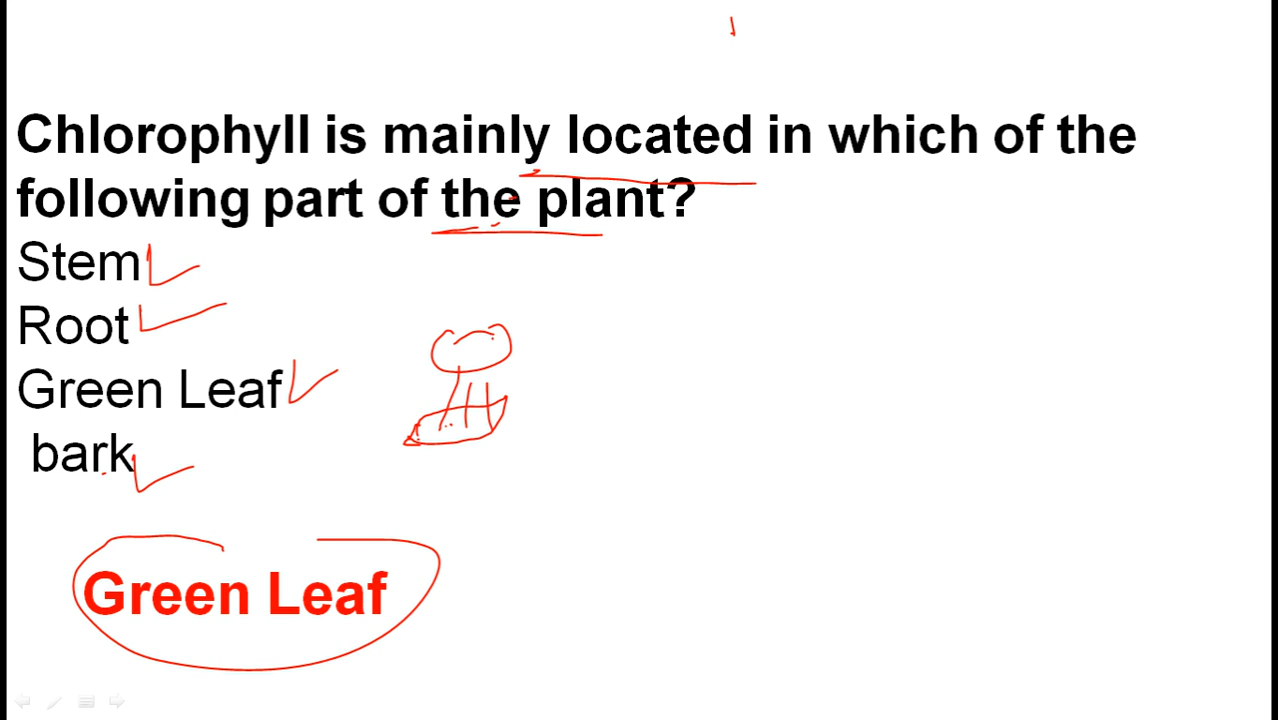 Chlorophyll is mainly located in which of the
following part of the plant?
Stem
Root
Green Leaf
bark
Green Leaf